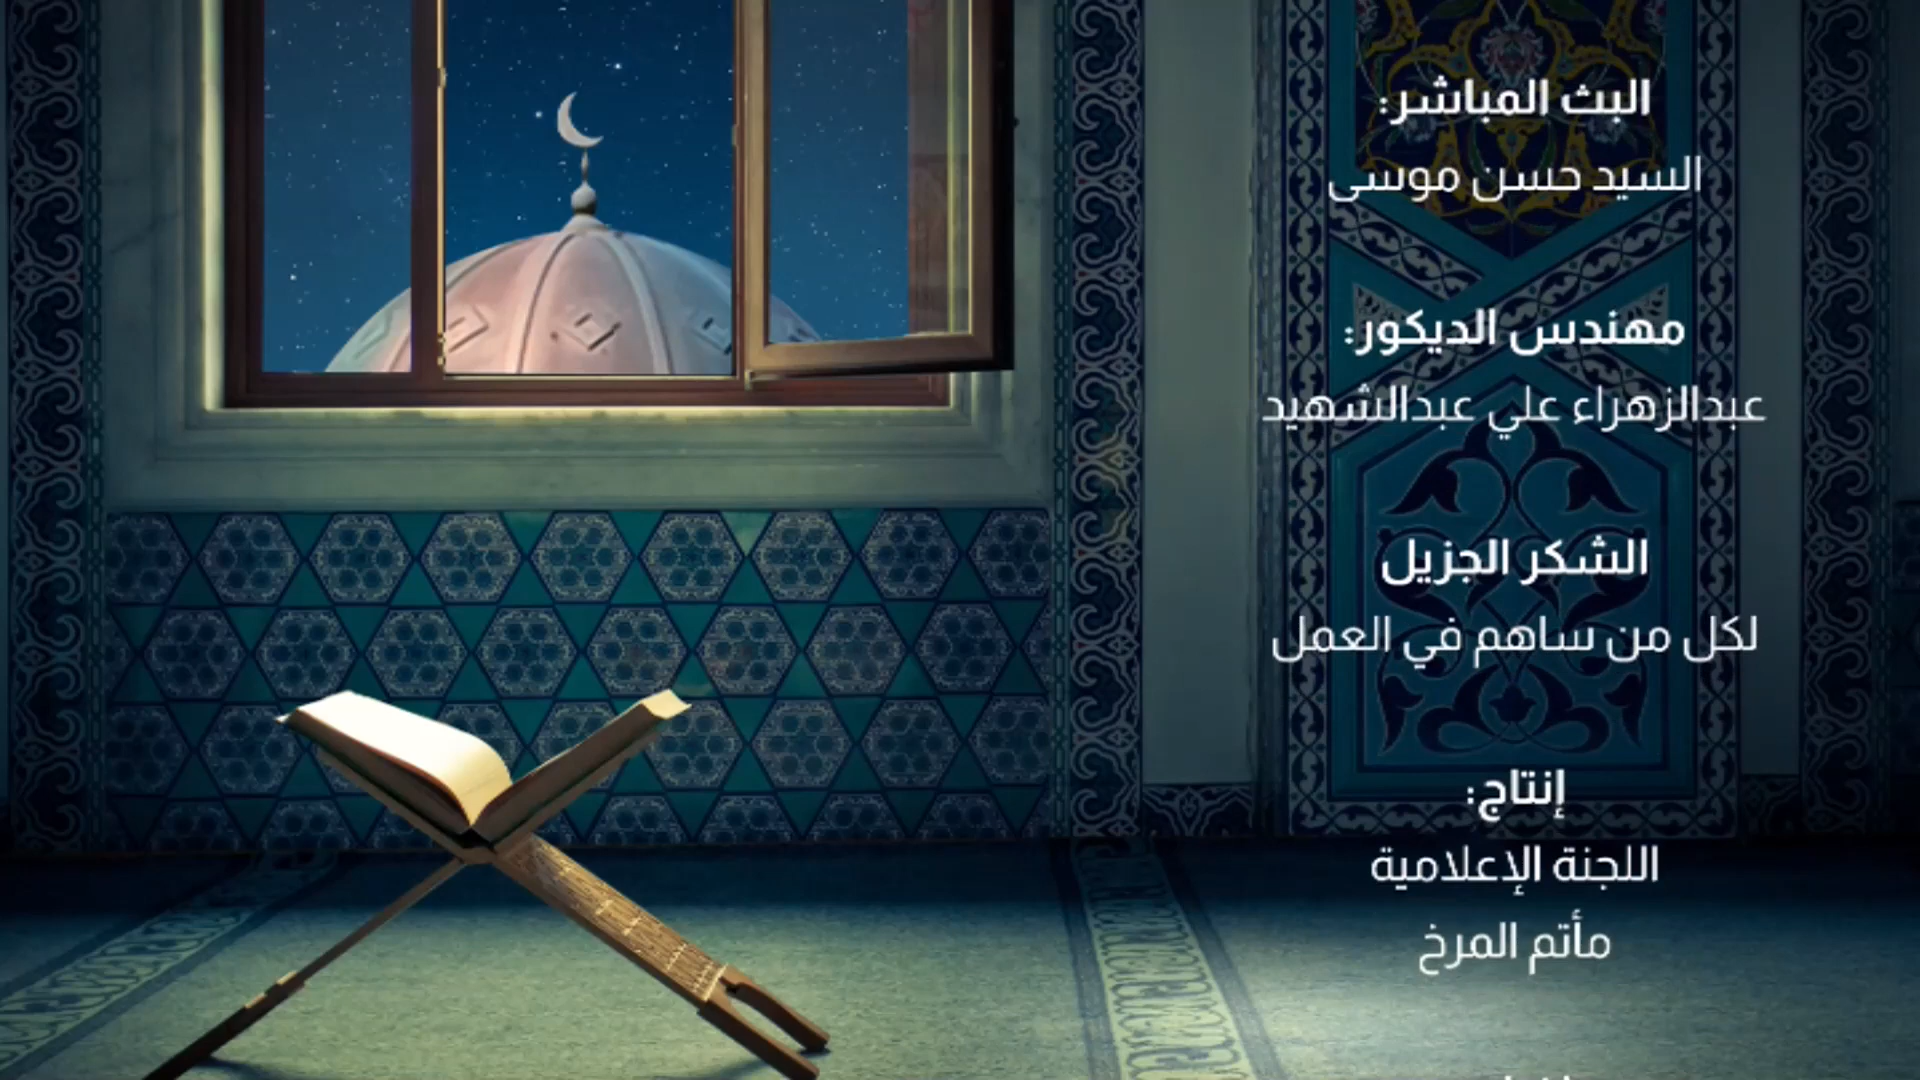 البث المباشر:
السيد حسن موسى
مهندس الديكور:
عبدالزهراء علي عبدالشهيد
الشكر الجزيل
لكل من ساهم في العمل
إنتاج:
اللجنة الإعلامية
مأتم المرخ